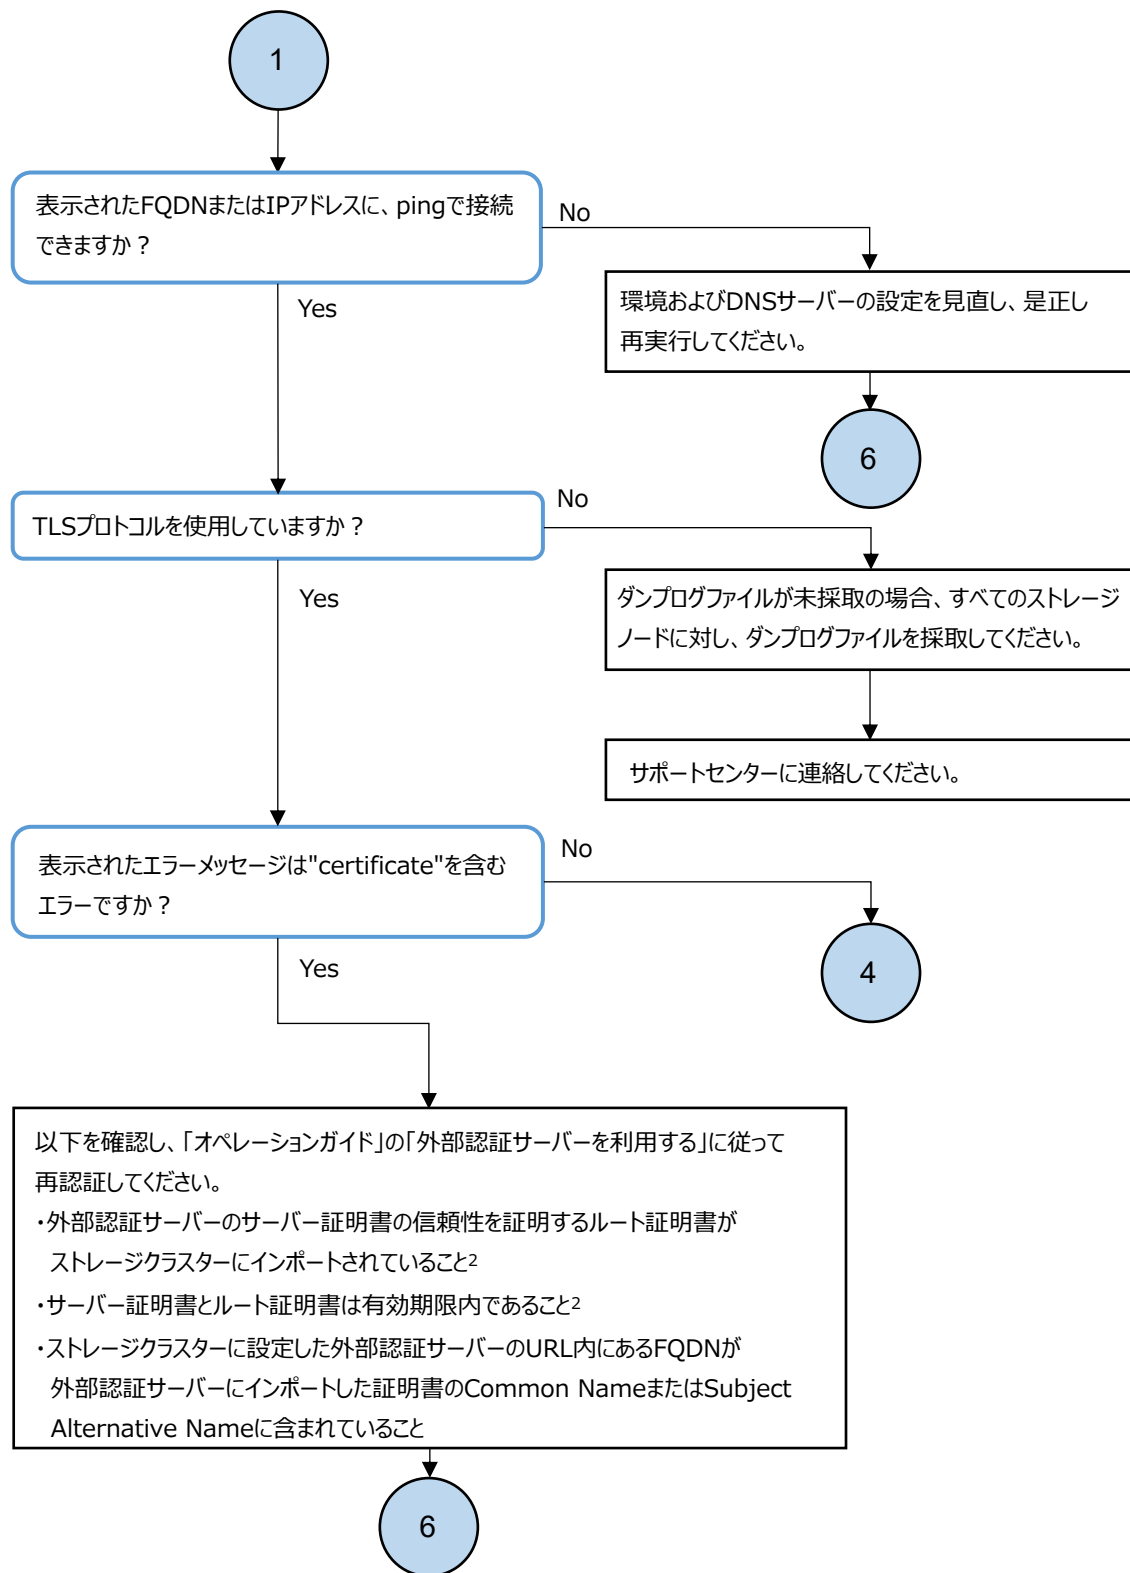 1
表示されたFQDNまたはIPアドレスに、pingで接続
できますか？
No
Yes
環境およびDNSサーバーの設定を見直し、是正し
再実行してください。
6
TLSプロトコルを使用していますか？
No
Yes
ダンプログファイルが未採取の場合、すべてのストレージ
ノードに対し、ダンプログファイルを採取してください。
サポートセンターに連絡してください。
表示されたエラーメッセージは"certificate"を含む
エラーですか？
No
Yes
4
以下を確認し、「オペレーションガイド」の「外部認証サーバーを利用する」に従って
再認証してください。
・外部認証サーバーのサーバー証明書の信頼性を証明するルート証明書が
ストレージクラスターにインポートされていること2
・サーバー証明書とルート証明書は有効期限内であること2
・ストレージクラスターに設定した外部認証サーバーのURL内にあるFQDNが
外部認証サーバーにインポートした証明書のCommon NameまたはSubject
Alternative Nameに含まれていること
6